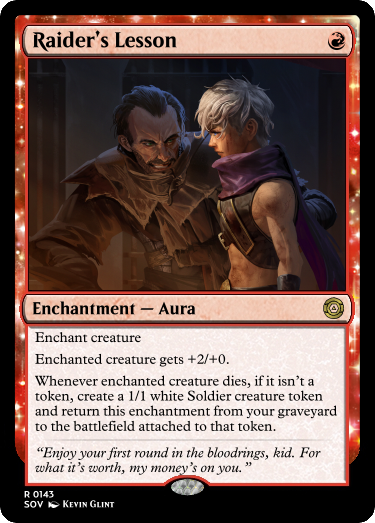 Raider's Lesson
Enchantment — Aura
Enchant creature
Enchanted creature gets +2/+0.
Whenever enchanted creature dies, if it isn't a
token, create a 1/1 white Soldier creature token
and return this enchantment from your graveyard
to the battlefield attached to that token.
“Enjoy your first round in the bloodrings, kid. For
what it's worth, my money's on you.”
R 0143
SOV Kevin Glint